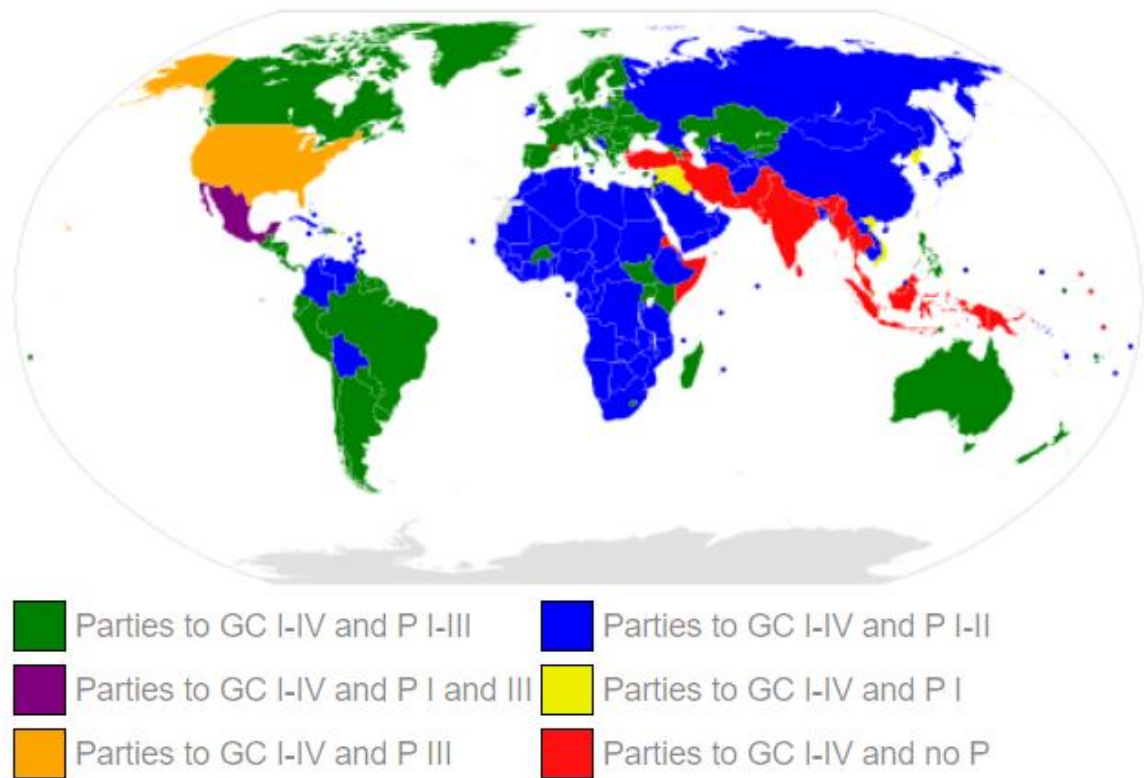 Parties to GC I-IV and P I-III
Parties to GC I-IV and P I-II
Parties to GC I-IV and P I and III
Parties to GC I-IV and P I
Parties to GC I-IV and P III
Parties to GC I-IV and no P